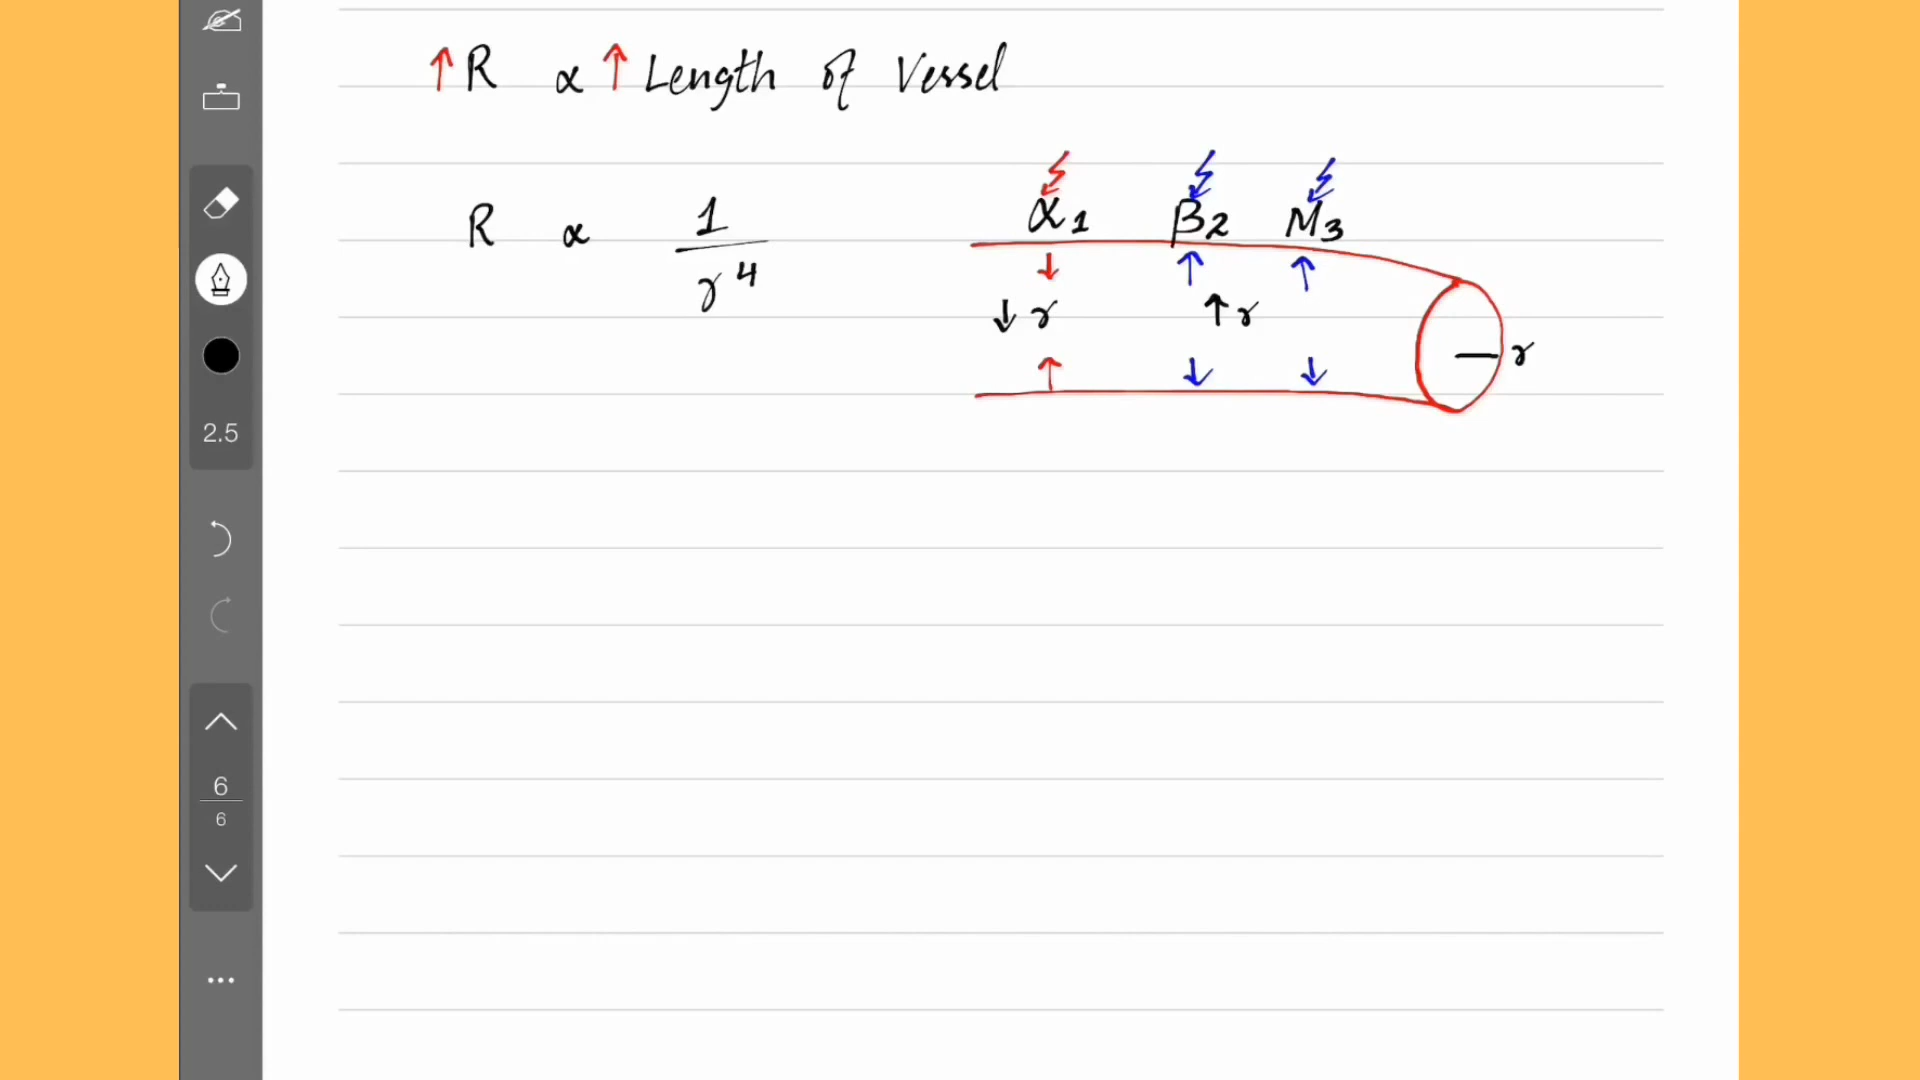 ↑R ∝ ↑ Length of Vessel
α1 β2 M3
R ∝ 1/r⁴
↓r ↑r
r
2.5
6
6